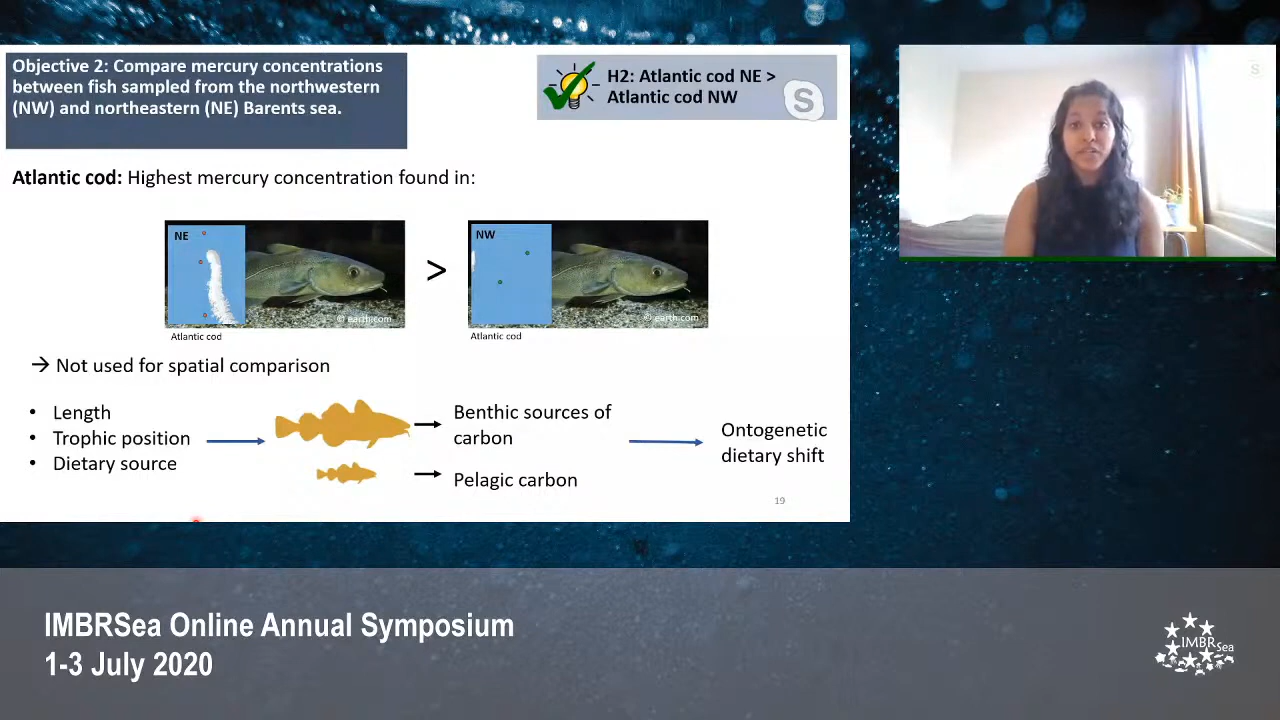 Objective 2: Compare mercury concentrations
between fish sampled from the northwestern
(NW) and northeastern (NE) Barents sea.
H2: Atlantic cod NE >
Atlantic cod NW
S
S
Atlantic cod: Highest mercury concentration found in:
NE
© earth.com
Atlantic cod
>
NW
© earth.com
Atlantic cod
→ Not used for spatial comparison
• Length
• Trophic position
• Dietary source
Benthic sources of
carbon
Pelagic carbon
Ontogenetic
dietary shift
19
IMBRSea Online Annual Symposium
1-3 July 2020
IMBRSea